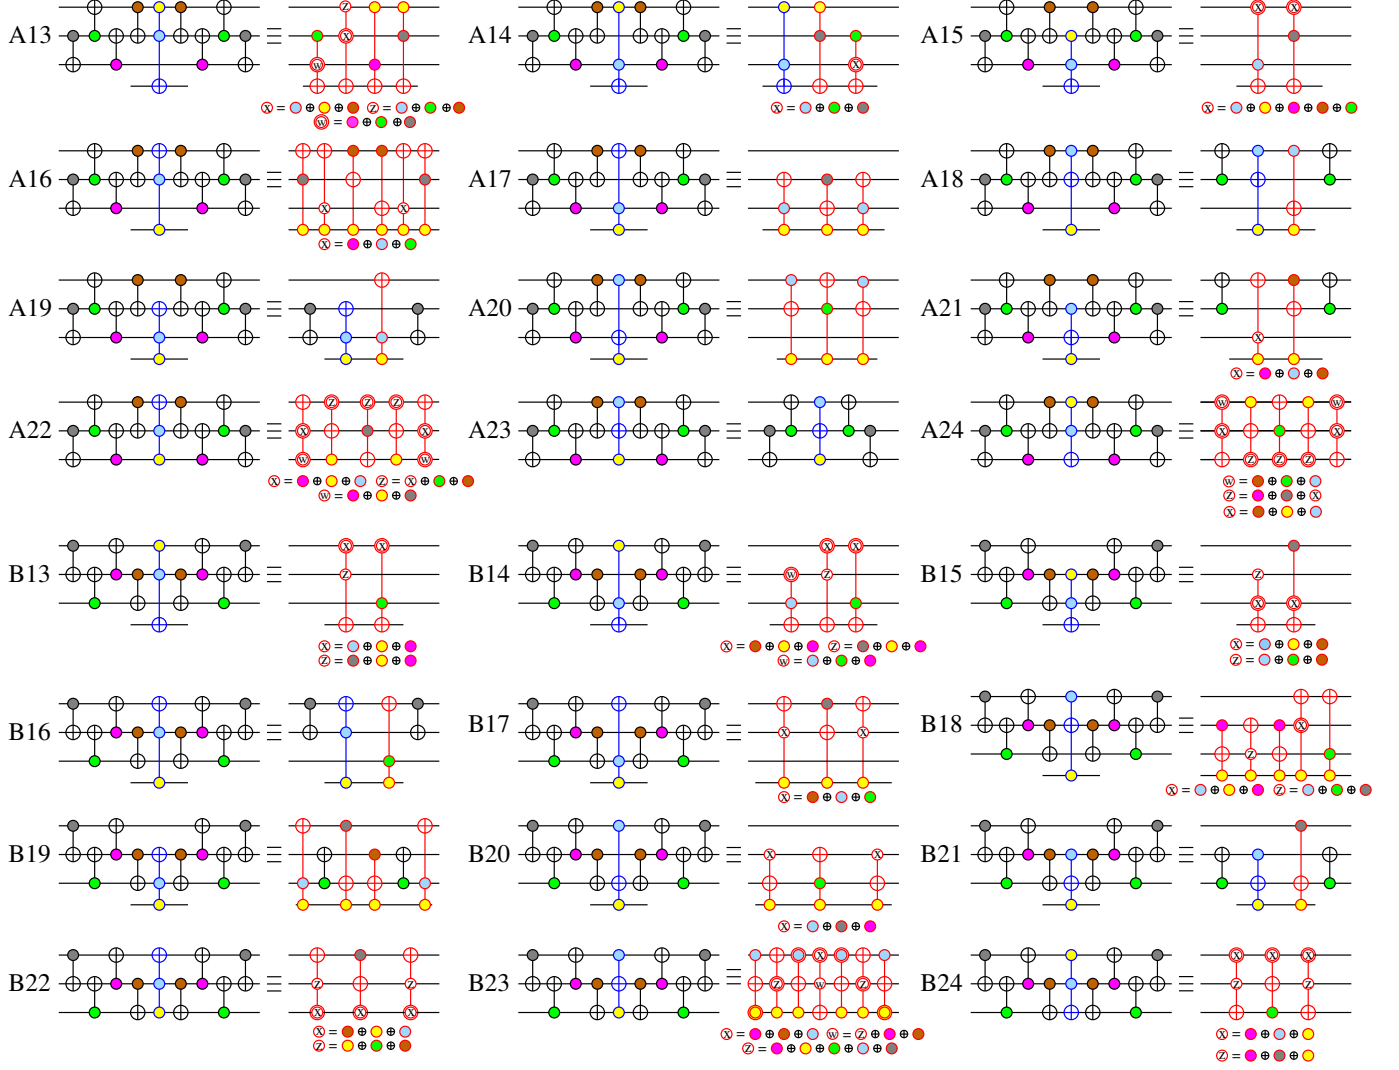 A13 A14 A15
x = ⊕ ⊕ z = ⊕ ⊕
w = ⊕ ⊕
x = ⊕ ⊕
x = ⊕ ⊕ ⊕ ⊕
A16 A17 A18
x = ⊕ ⊕
A19 A20 A21
x = ⊕ ⊕
A22 A23 A24
x = ⊕ ⊕ z = x ⊕ ⊕
w = ⊕ ⊕
w = ⊕ ⊕
z = ⊕ ⊕ x
x = ⊕ ⊕
B13 B14 B15
x = ⊕ ⊕
z = ⊕ ⊕
x = ⊕ ⊕ z = ⊕ ⊕
w = ⊕ ⊕
x = ⊕ ⊕
z = ⊕ ⊕
B16 B17 B18
x = ⊕ ⊕
x = ⊕ ⊕ z = ⊕ ⊕
B19 B20 B21
x = ⊕ ⊕
B22 B23 B24
x = ⊕ ⊕
z = ⊕ ⊕
x = ⊕ ⊕ w = z ⊕ ⊕
z = ⊕ ⊕ ⊕ ⊕
x = ⊕ ⊕
z = ⊕ ⊕